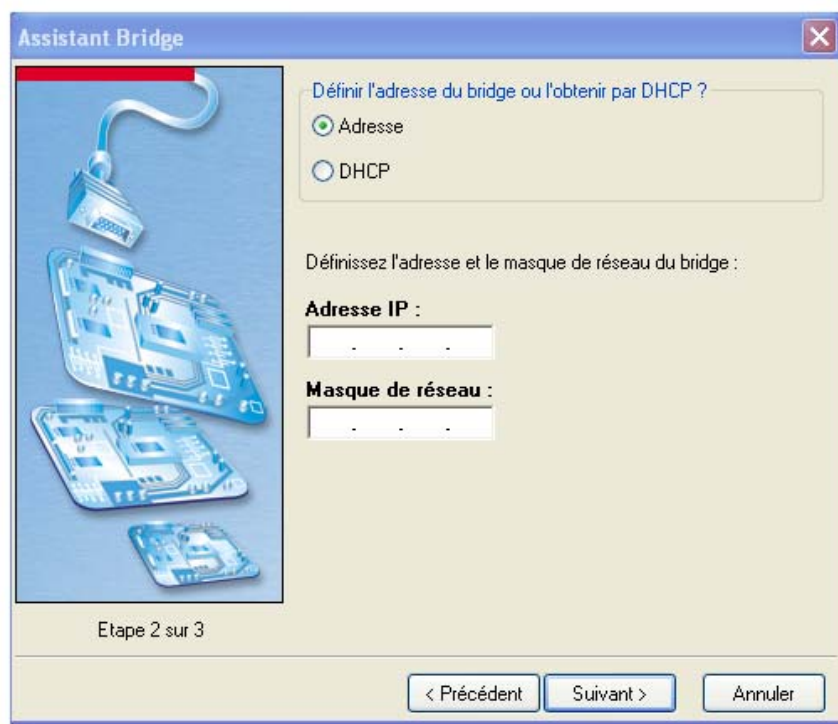 Assistant Bridge
Définir l'adresse du bridge ou l'obtenir par DHCP ?
Adresse
DHCP
Définissez l'adresse et le masque de réseau du bridge :
Adresse IP :
. . .
Masque de réseau :
. . .
Etape 2 sur 3
< Précédent
Suivant >
Annuler